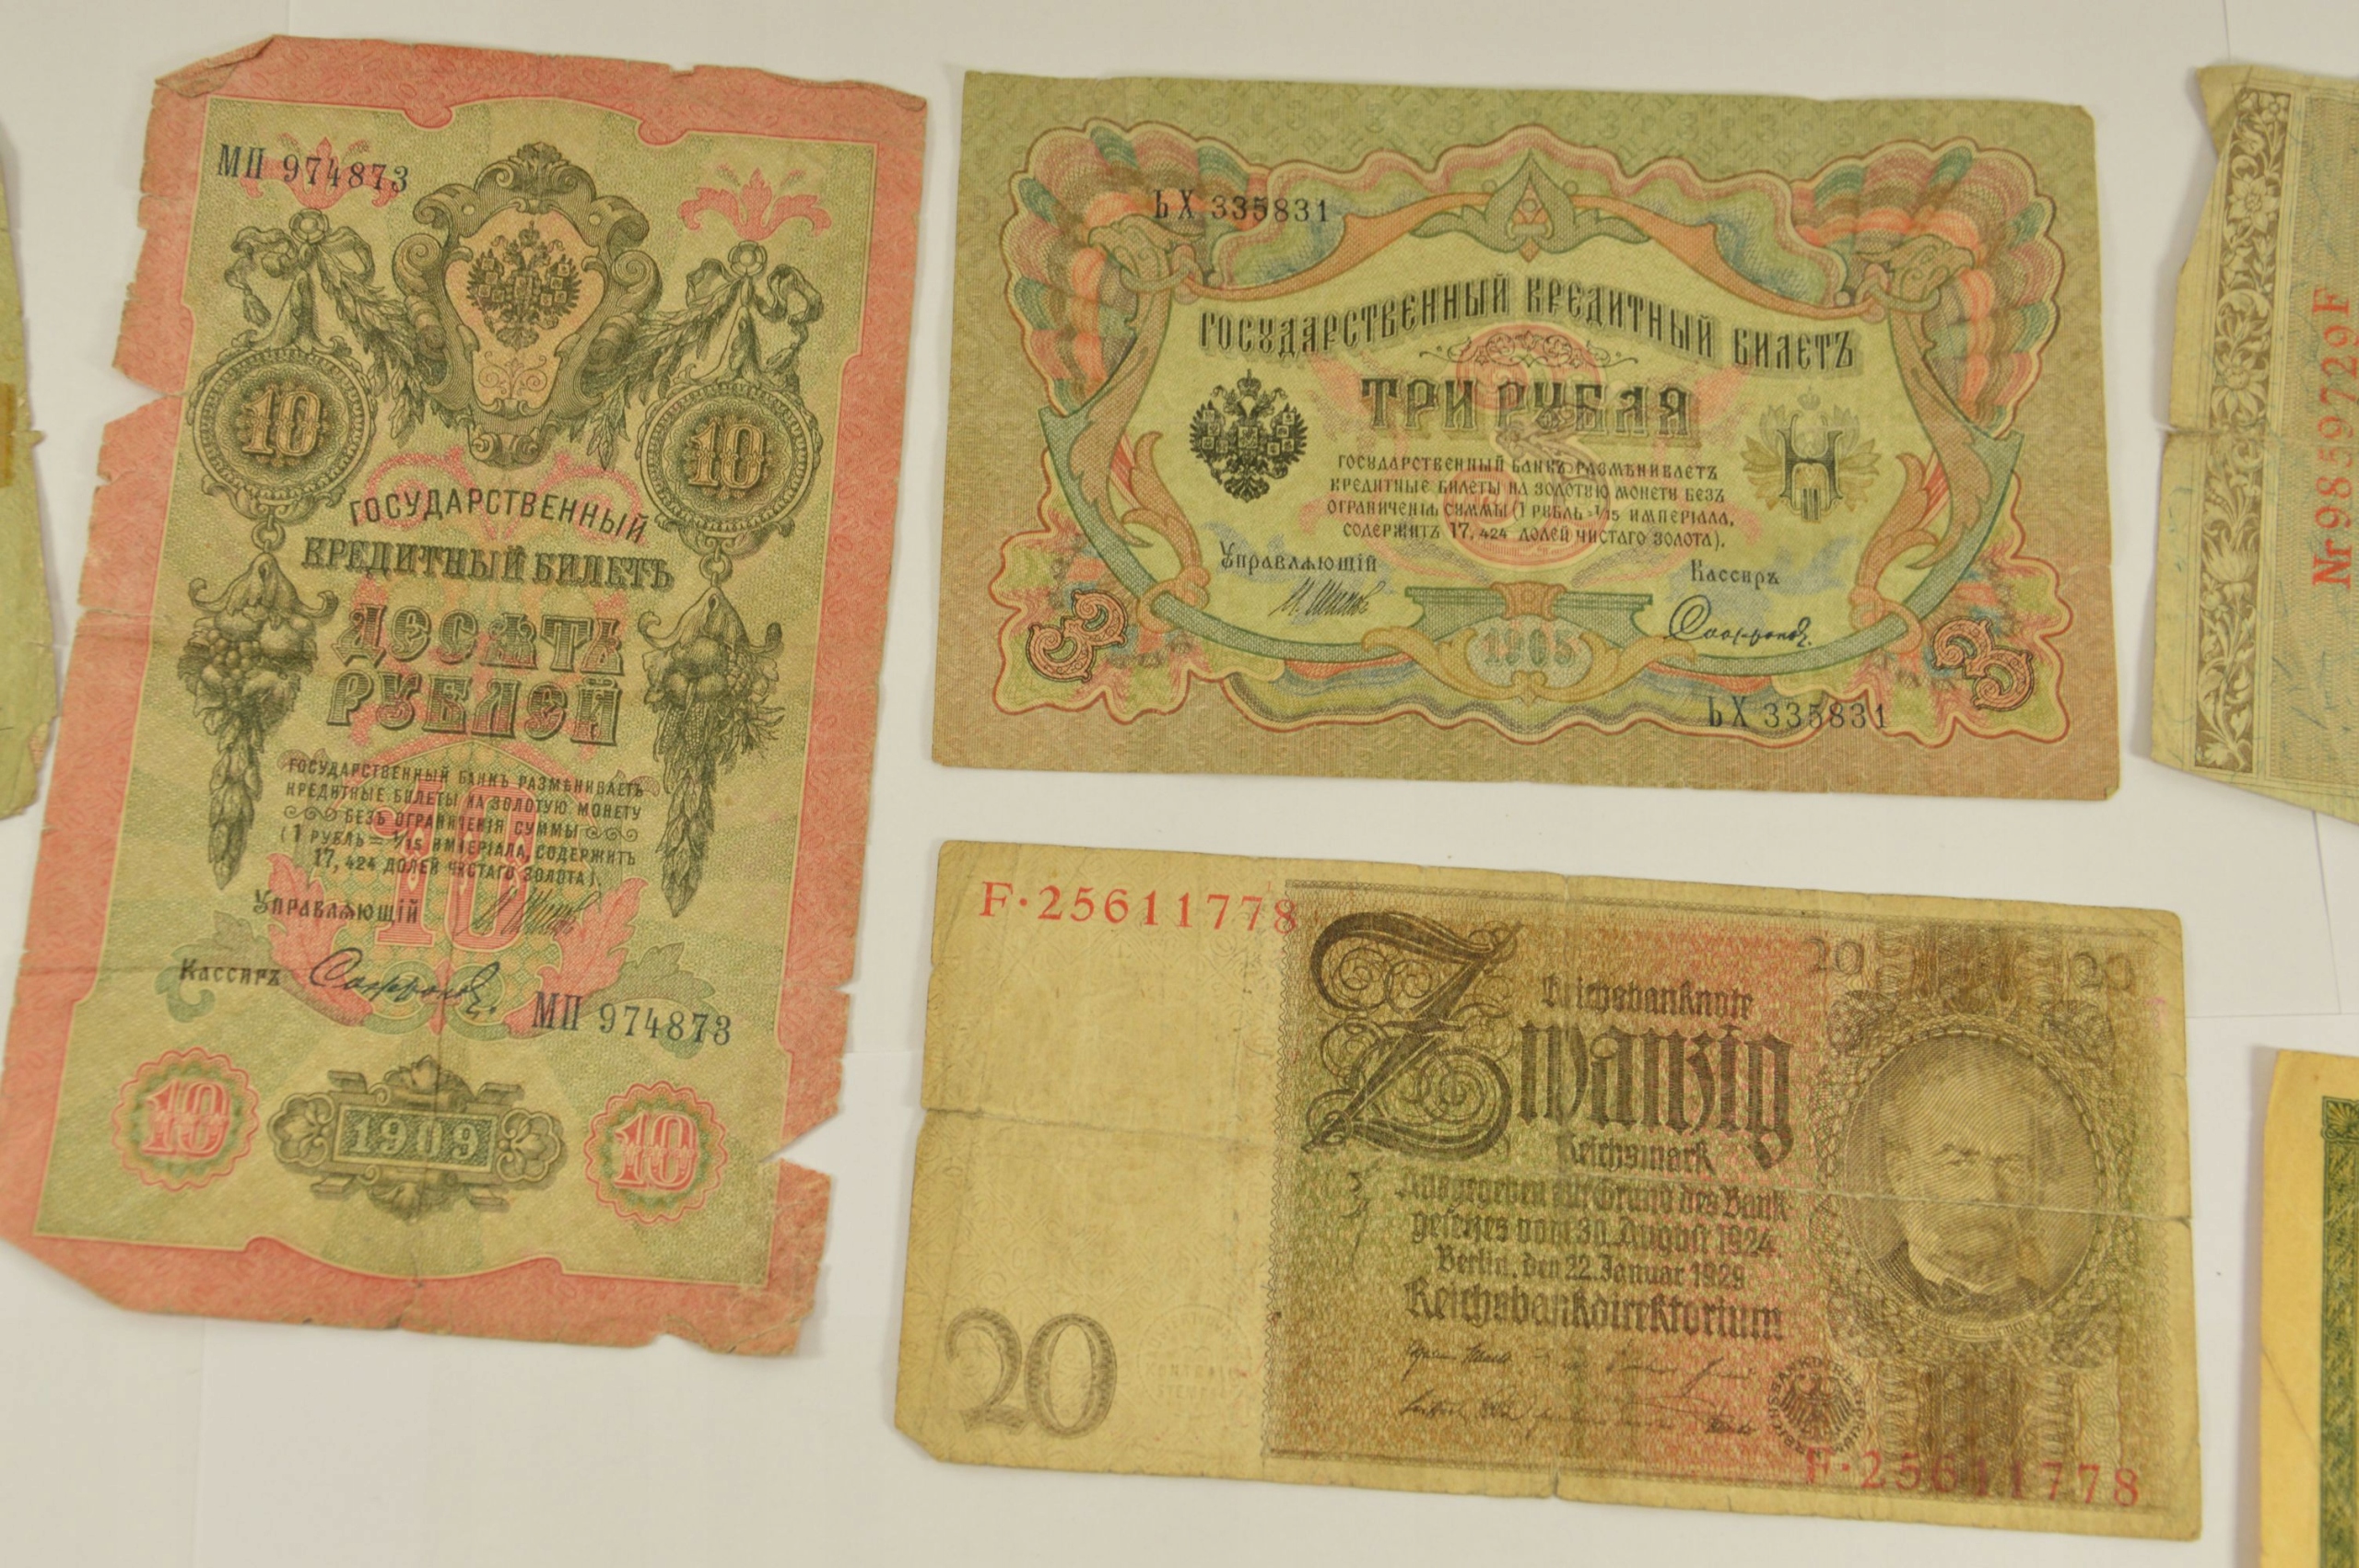 МП 974873
10 10
ГОСУДАРСТВЕННЫЙ
КРЕДИТНЫЙ БИЛЕТЪ
ДЕСЯТЬ
РУБЛЕЙ
ГОСУДАРСТВЕННЫЙ БАНКЪ РАЗМѢНИВАЕТЪ
КРЕДИТНЫЕ БИЛЕТЫ НА ЗОЛОТУЮ МОНЕТУ
БЕЗЪ ОГРАНИЧЕНІЯ СУММЫ
(1 РУБЛЬ = 1/15 ИМПЕРІАЛА, СОДЕРЖИТЪ
17,424 ДОЛЕЙ ЧИСТАГО ЗОЛОТА).
10
Управляющій
Кассиръ
МП 974873
10 1909 10
ЬХ 335831
ГОСУДАРСТВЕННЫЙ КРЕДИТНЫЙ БИЛЕТЪ
ТРИ РУБЛЯ
3
ГОСУДАРСТВЕННЫЙ БАНКЪ РАЗМѢНИВАЕТЪ
КРЕДИТНЫЕ БИЛЕТЫ НА ЗОЛОТУЮ МОНЕТУ БЕЗЪ
ОГРАНИЧЕНІЯ СУММЫ (1 РУБЛЬ = 1/15 ИМПЕРІАЛА,
СОДЕРЖИТЪ 17,424 ДОЛЕЙ ЧИСТАГО ЗОЛОТА).
Управляющій Кассиръ
3 1905 3
ЬХ 335831
F·25611778
20 20
Reichsbanknote
Zwanzig
Reichsmark
Ausgegeben auf Grund des Bank-
gesetzes vom 30. August 1924
Berlin, den 22. Januar 1929
Reichsbankdirektorium
20
F·25611778
Nr 9859729 F